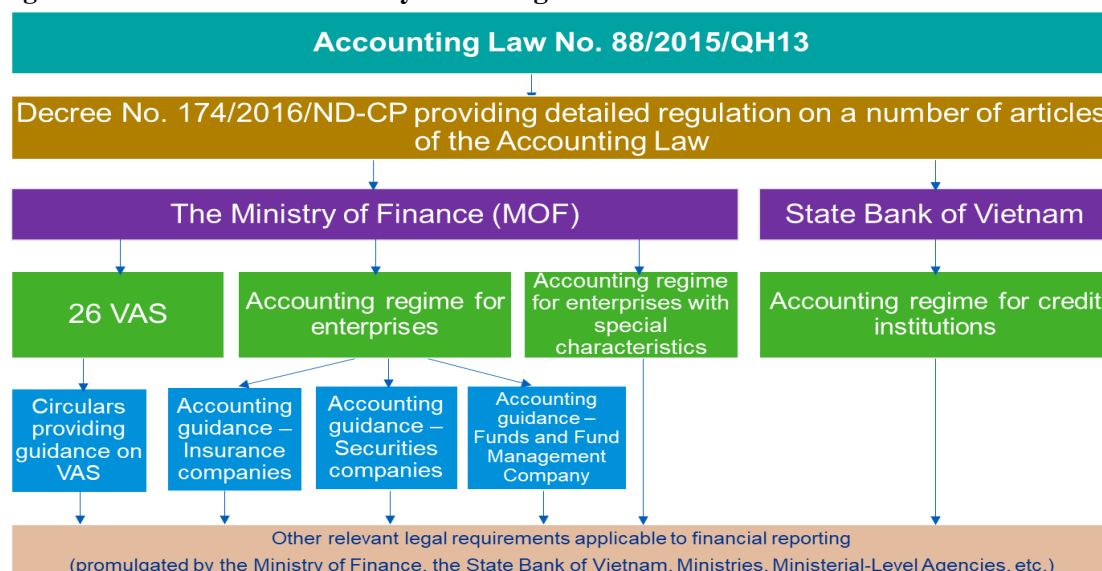 Accounting Law No. 88/2015/QH13
Decree No. 174/2016/ND-CP providing detailed regulation on a number of articles
of the Accounting Law
The Ministry of Finance (MOF)
State Bank of Vietnam
26 VAS
Accounting regime for
enterprises
Accounting regime
for enterprises with
special
characteristics
Accounting regime for credit
institutions
Circulars
providing
guidance on
VAS
Accounting
guidance –
Insurance
companies
Accounting
guidance –
Securities
companies
Accounting
guidance –
Funds and Fund
Management
Company
Other relevant legal requirements applicable to financial reporting
(promulgated by the Ministry of Finance, the State Bank of Vietnam, Ministries, Ministerial-Level Agencies, etc.)